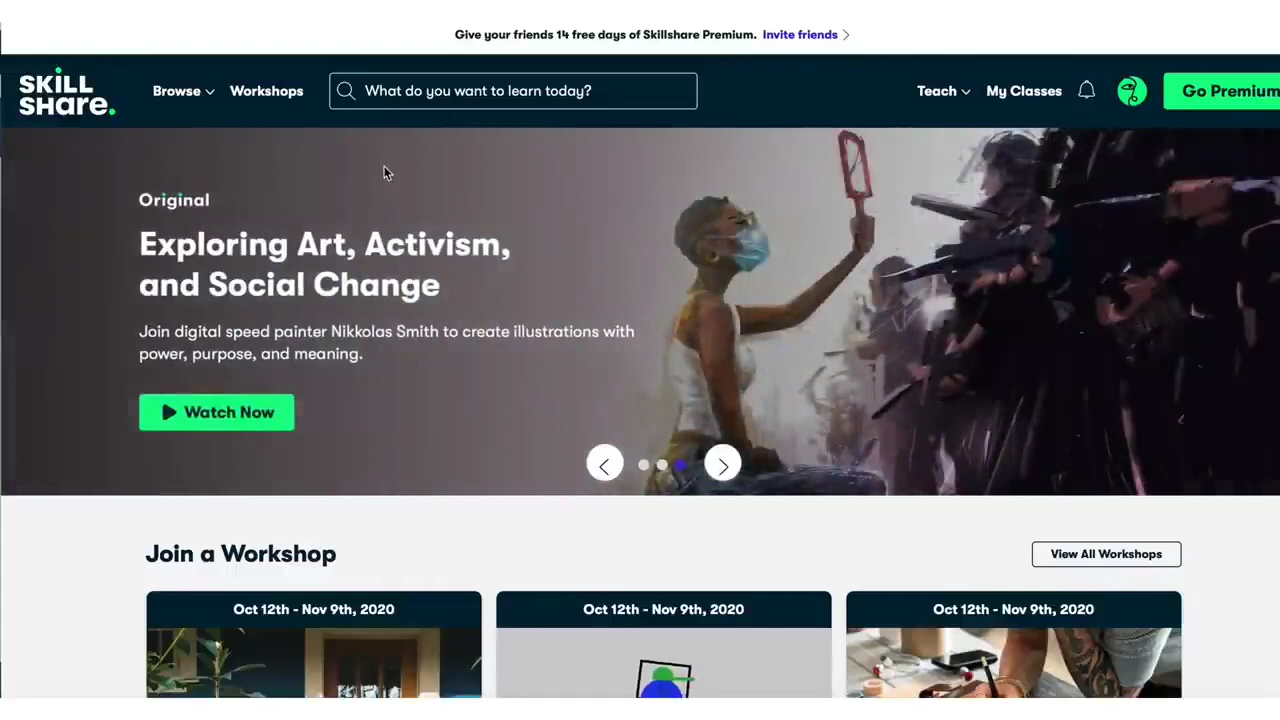 Give your friends 14 free days of Skillshare Premium. Invite friends
SKILL
SHARE.
Browse
Workshops
What do you want to learn today?
Teach
My Classes
Go Premium
Original
Exploring Art, Activism,
and Social Change
Join digital speed painter Nikkolas Smith to create illustrations with
power, purpose, and meaning.
Watch Now
Join a Workshop
View All Workshops
Oct 12th - Nov 9th, 2020
Oct 12th - Nov 9th, 2020
Oct 12th - Nov 9th, 2020